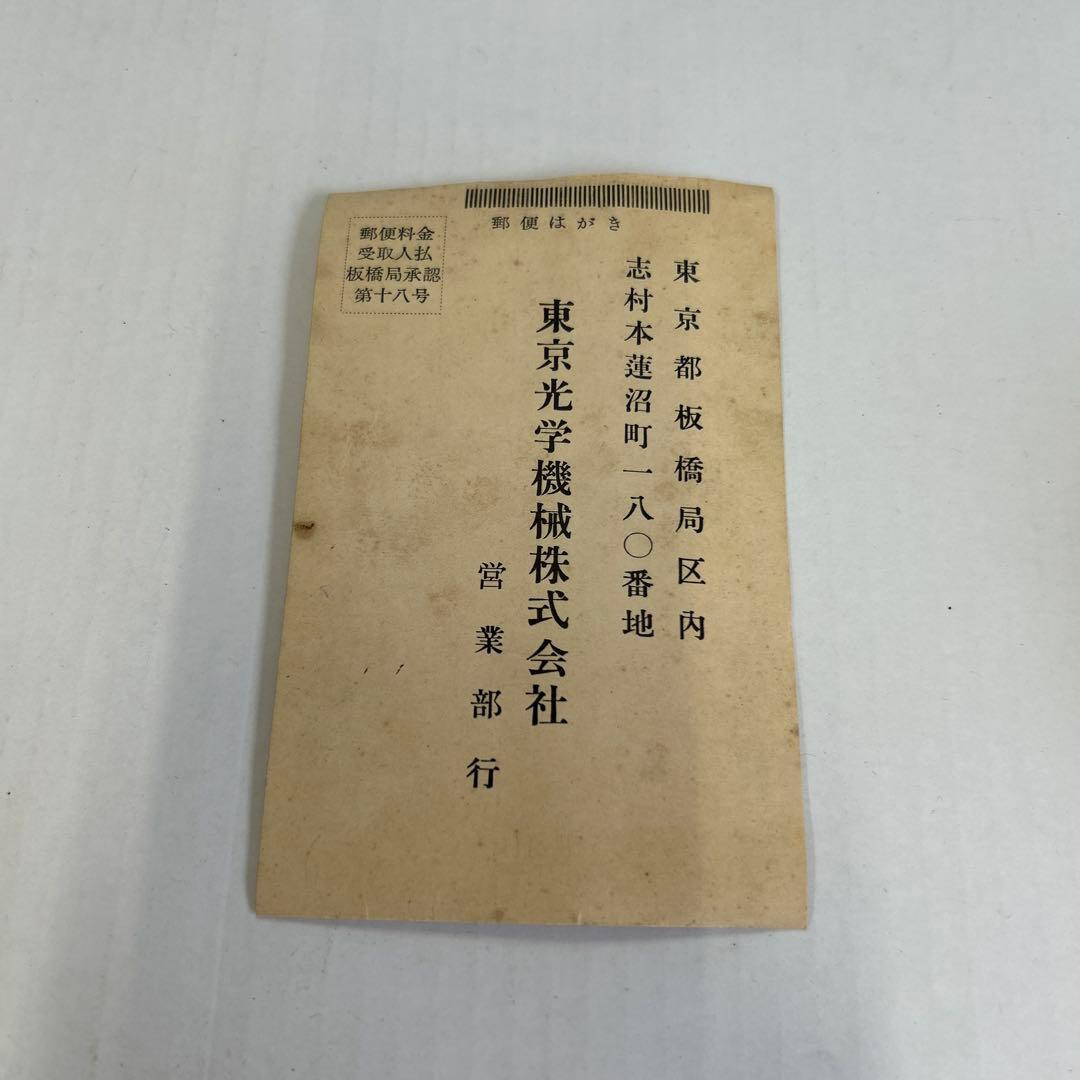 郵便はがき
東京都板橋局区内
志村本蓮沼町一八〇番地
東京光学機械株式会社
営業部行
郵便料金
受取人払
板橋局承認
第十八号